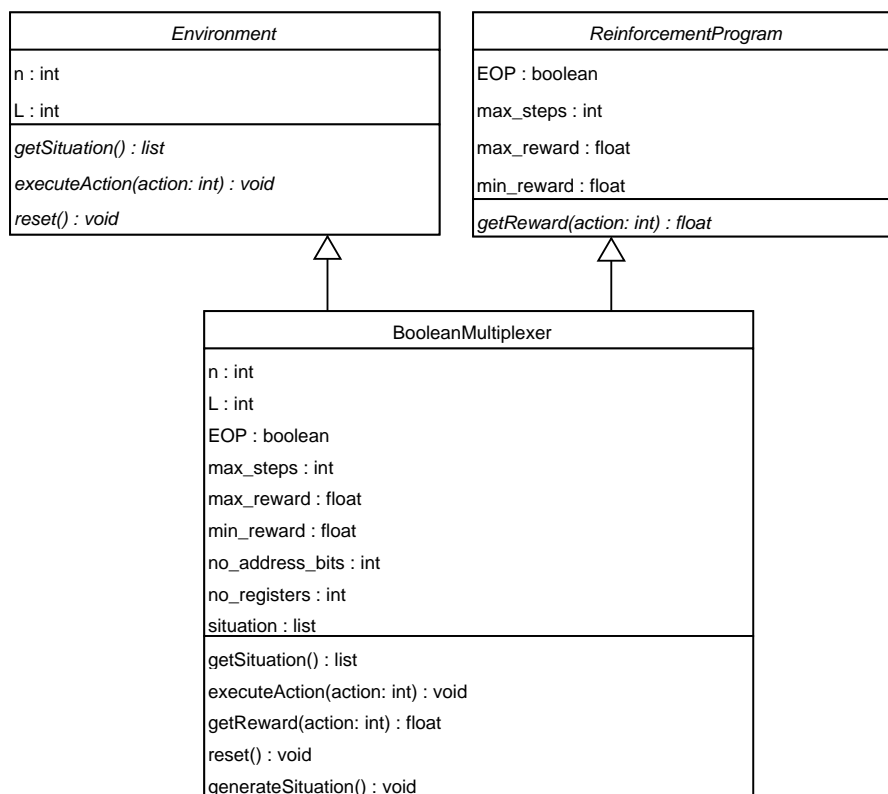 Environment
n : int
L : int
getSituation() : list
executeAction(action: int) : void
reset() : void
ReinforcementProgram
EOP : boolean
max_steps : int
max_reward : float
min_reward : float
getReward(action: int) : float
BooleanMultiplexer
n : int
L : int
EOP : boolean
max_steps : int
max_reward : float
min_reward : float
no_address_bits : int
no_registers : int
situation : list
getSituation() : list
executeAction(action: int) : void
getReward(action: int) : float
reset() : void
generateSituation() : void